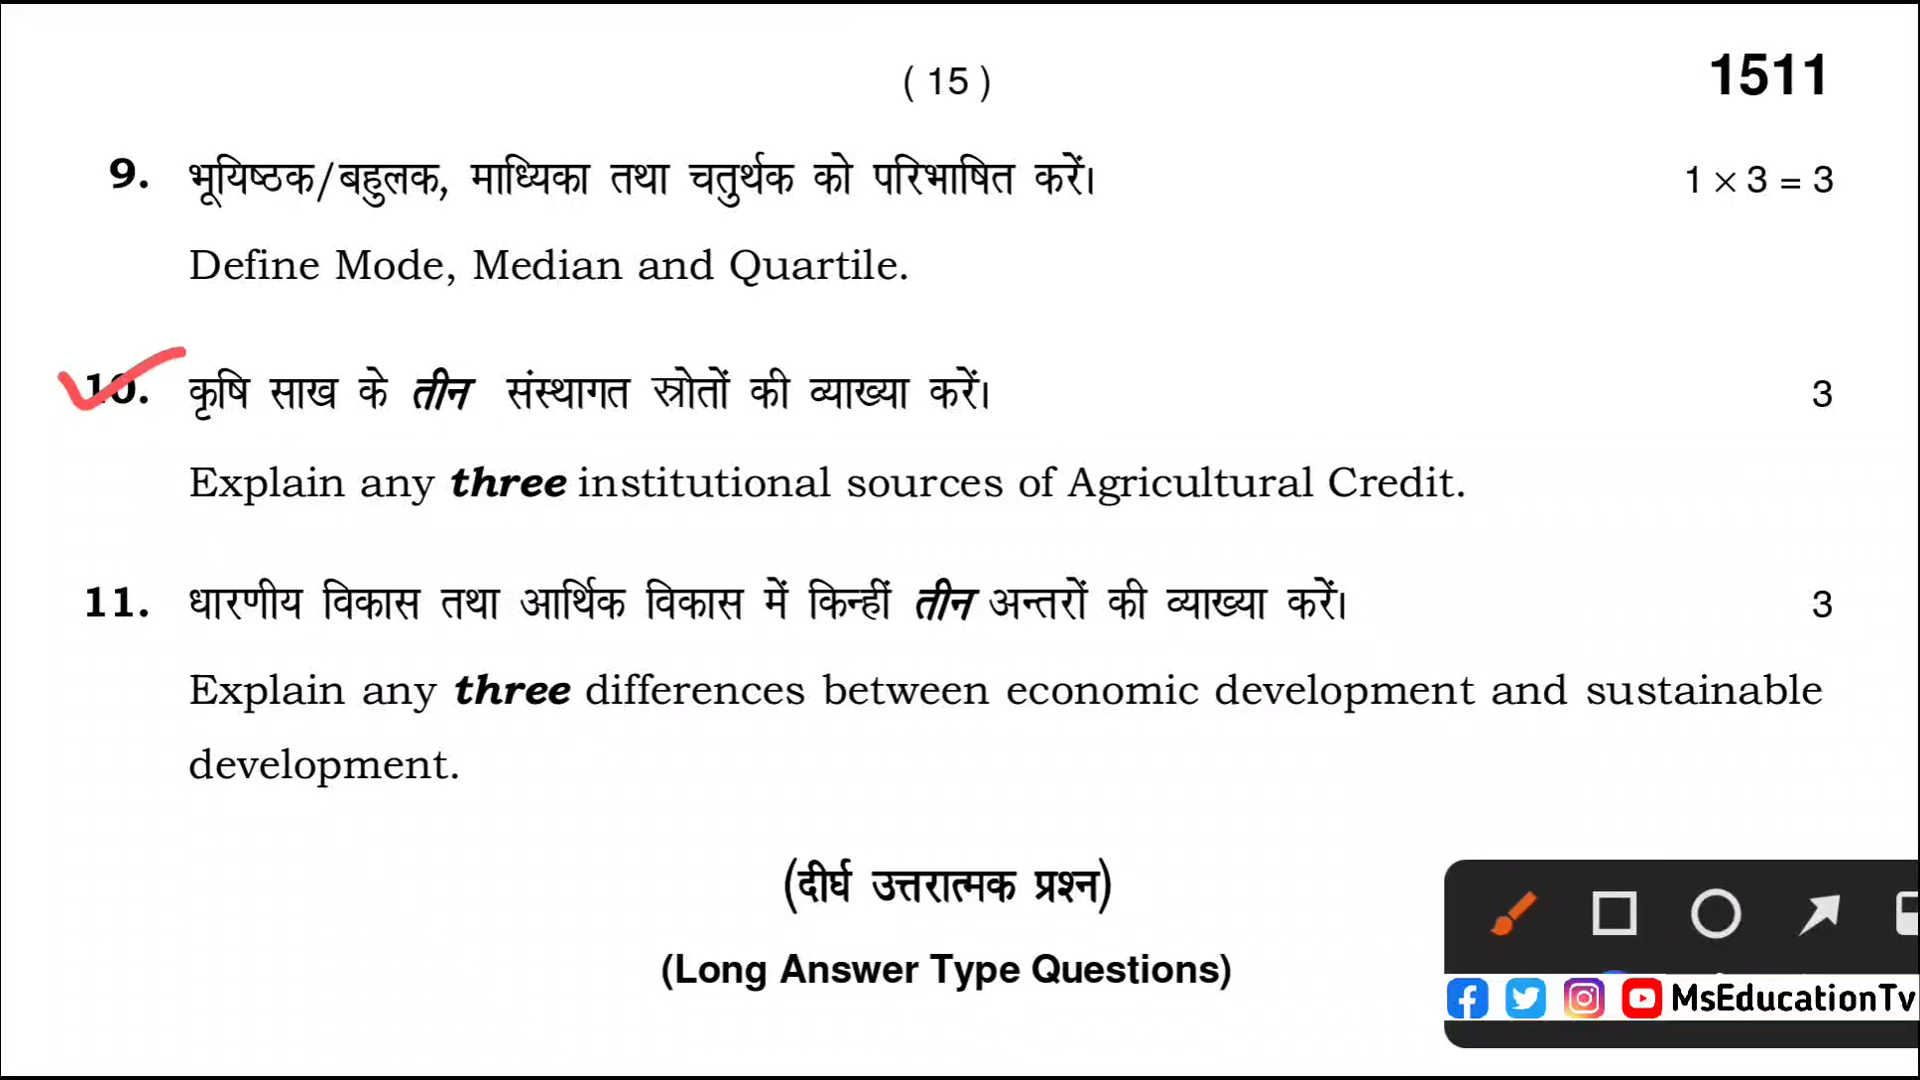 ( 15 )
1511
9. भूयिष्ठक/बहुलक, माध्यिका तथा चतुर्थक को परिभाषित करें। 1 × 3 = 3
Define Mode, Median and Quartile.
10. कृषि साख के तीन संस्थागत स्रोतों की व्याख्या करें। 3
Explain any three institutional sources of Agricultural Credit.
11. धारणीय विकास तथा आर्थिक विकास में किन्हीं तीन अन्तरों की व्याख्या करें। 3
Explain any three differences between economic development and sustainable
development.
(दीर्घ उत्तरात्मक प्रश्न)
(Long Answer Type Questions)
MsEducationTv